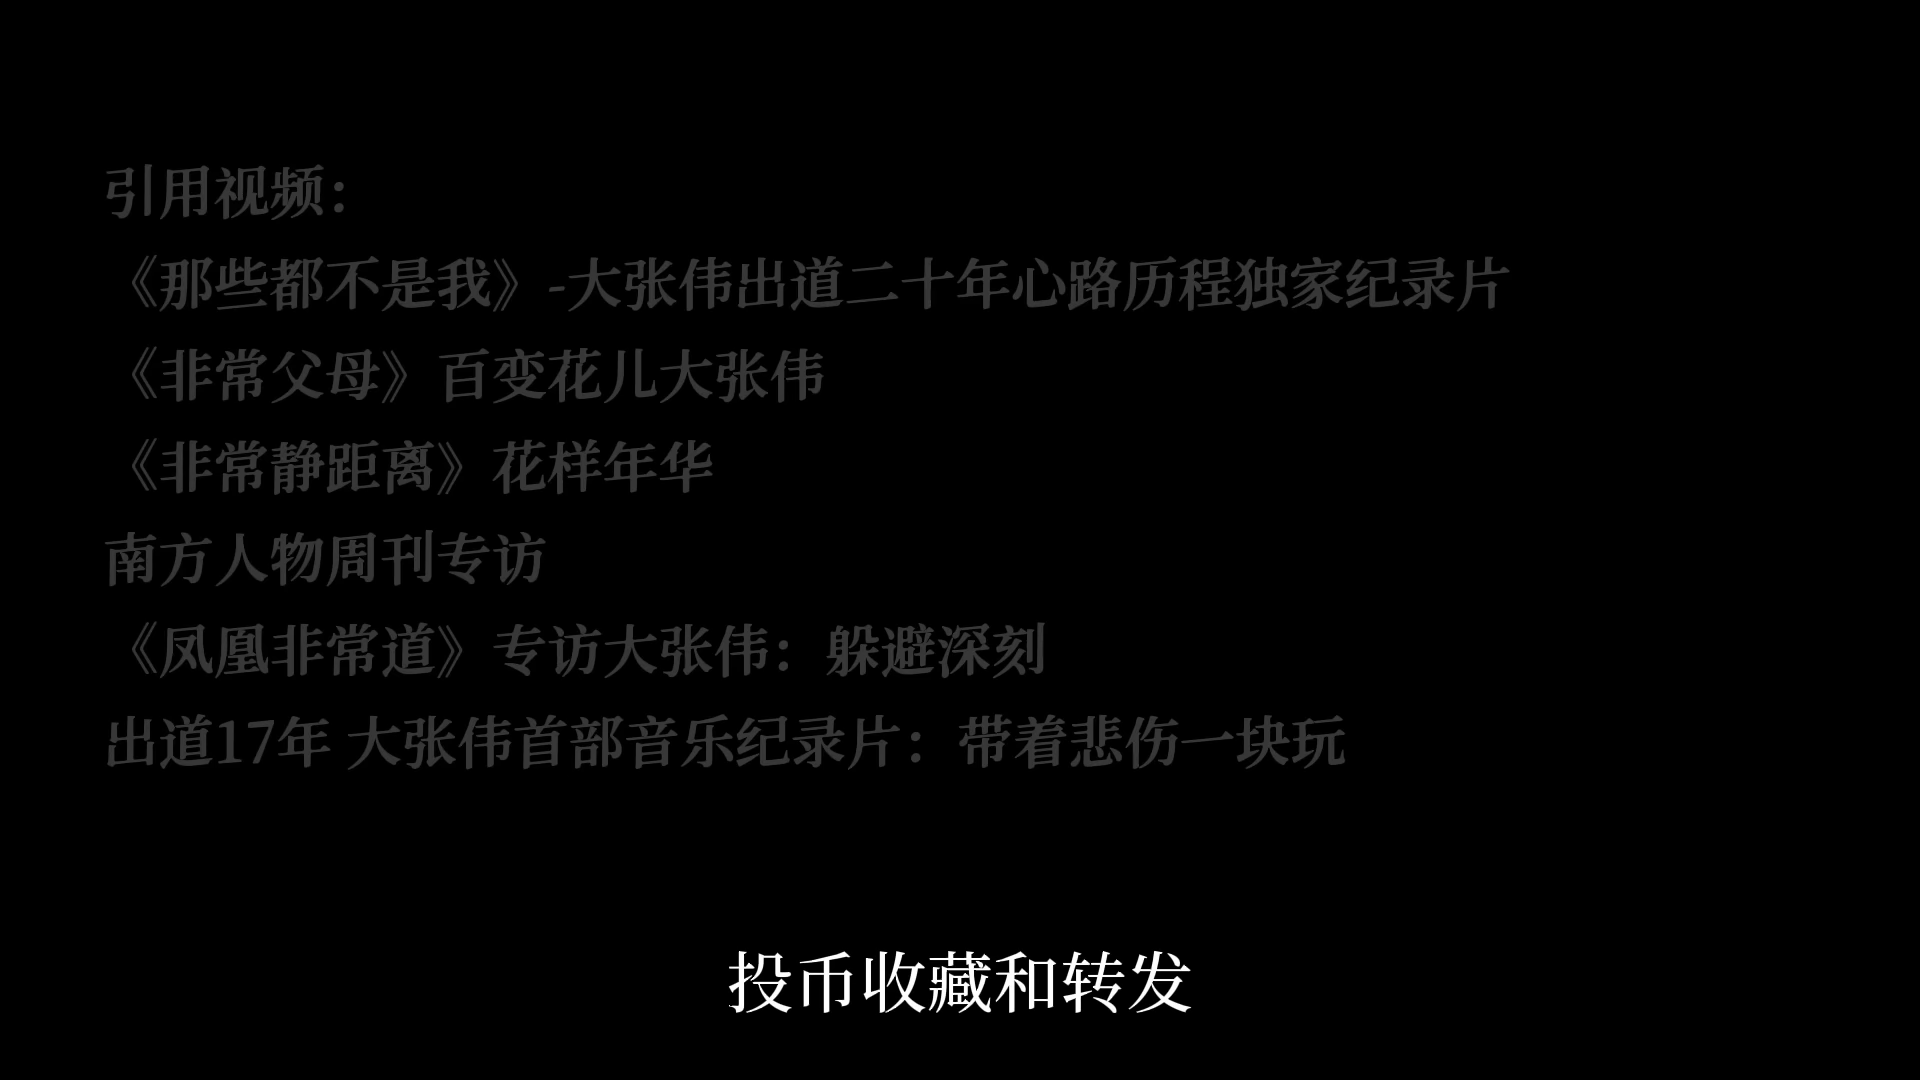 引用视频：
《那些都不是我》-大张伟出道二十年心路历程独家纪录片
《非常父母》百变花儿大张伟
《非常静距离》花样年华
南方人物周刊专访
《凤凰非常道》专访大张伟：躲避深刻
出道17年 大张伟首部音乐纪录片：带着悲伤一块玩
投币收藏和转发